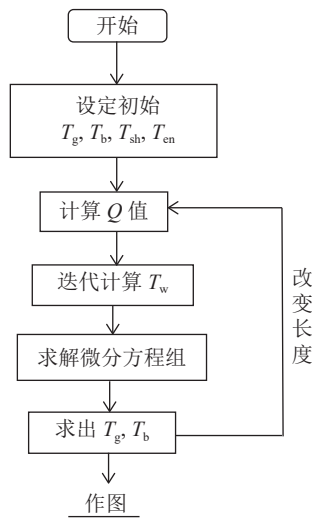 开始
设定初始
Tg, Tb, Tsh, Ten
计算 Q 值
迭代计算 Tw
求解微分方程组
求出 Tg, Tb
改变长度
作图